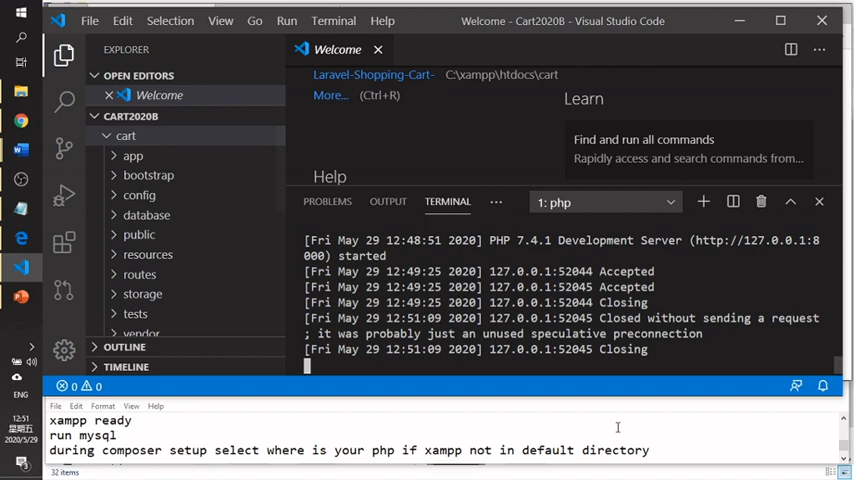 File Edit Selection View Go Run Terminal Help
Welcome - Cart2020B - Visual Studio Code
EXPLORER
OPEN EDITORS
Welcome
CART2020B
cart
app
bootstrap
config
database
public
resources
routes
storage
tests
vendor
OUTLINE
TIMELINE
Welcome
Laravel-Shopping-Cart- C:\xampp\htdocs\cart
More... (Ctrl+R)
Help
Learn
Find and run all commands
Rapidly access and search commands from...
PROBLEMS OUTPUT TERMINAL ... 1: php
[Fri May 29 12:48:51 2020] PHP 7.4.1 Development Server (http://127.0.0.1:8
000) started
[Fri May 29 12:49:25 2020] 127.0.0.1:52044 Accepted
[Fri May 29 12:49:25 2020] 127.0.0.1:52045 Accepted
[Fri May 29 12:49:25 2020] 127.0.0.1:52044 Closing
[Fri May 29 12:51:09 2020] 127.0.0.1:52045 Closed without sending a request
; it was probably just an unused speculative preconnection
[Fri May 29 12:51:09 2020] 127.0.0.1:52045 Closing
0 0
File Edit Format View Help
xampp ready
run mysql
during composer setup select where is your php if xampp not in default directory
32 items
ENG
12:51
星期五
2020/5/29
3